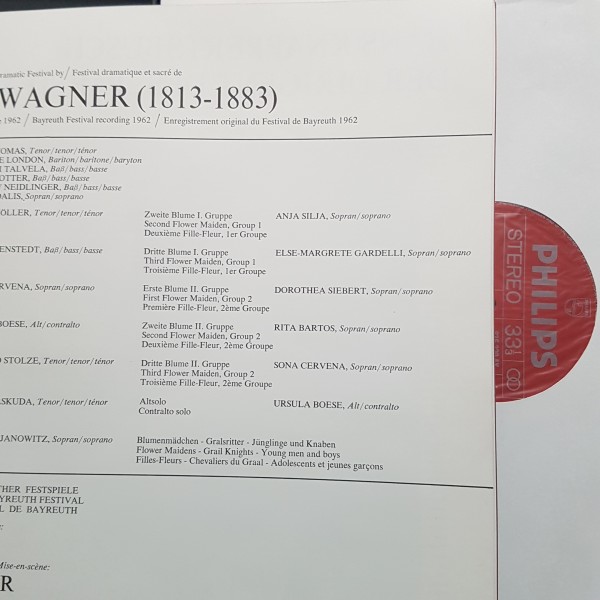 ramatic Festival by / Festival dramatique et sacré de
WAGNER (1813-1883)
1962 / Bayreuth Festival recording 1962 / Enregistrement original du Festival de Bayreuth 1962
OMAS, Tenor/tenor/ténor
E LONDON, Bariton/baritone/baryton
I TALVELA, Baß/bass/basse
OTTER, Baß/bass/basse
NEIDLINGER, Baß/bass/basse
DALIS, Sopran/soprano
OLLER, Tenor/tenor/ténor
Zweite Blume I. Gruppe
Second Flower Maiden, Group 1
Deuxième Fille-Fleur, 1er Groupe
ANJA SILJA, Sopran/soprano
ENSTEDT, Baß/bass/basse
Dritte Blume I. Gruppe
Third Flower Maiden, Group 1
Troisième Fille-Fleur, 1er Groupe
ELSE-MARGRETE GARDELLI, Sopran/soprano
RVENA, Sopran/soprano
Erste Blume II. Gruppe
First Flower Maiden, Group 2
Première Fille-Fleur, 2ème Groupe
DOROTHEA SIEBERT, Sopran/soprano
BOESE, Alt/contralto
Zweite Blume II. Gruppe
Second Flower Maiden, Group 2
Deuxième Fille-Fleur, 2ème Groupe
RITA BARTOS, Sopran/soprano
STOLZE, Tenor/tenor/ténor
Dritte Blume II. Gruppe
Third Flower Maiden, Group 2
Troisième Fille-Fleur, 2ème Groupe
SONA CERVENA, Sopran/soprano
ASKUDA, Tenor/tenor/ténor
Altsolo
Contralto solo
URSULA BOESE, Alt/contralto
JANOWITZ, Sopran/soprano
Blumenmädchen - Gralsritter - Jünglinge und Knaben
Flower Maidens - Grail Knights - Young men and boys
Filles-Fleurs - Chevaliers du Graal - Adolescents et jeunes garçons
THER FESTSPIELE
YREUTH FESTIVAL
L DE BAYREUTH
Mise-en-scène:
R
PHILIPS
STEREO 33 1/3